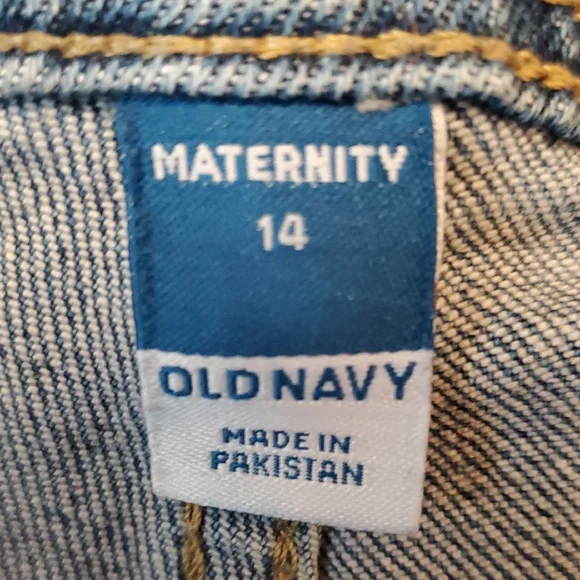 MATERNITY
14
OLD NAVY
MADE IN
PAKISTAN